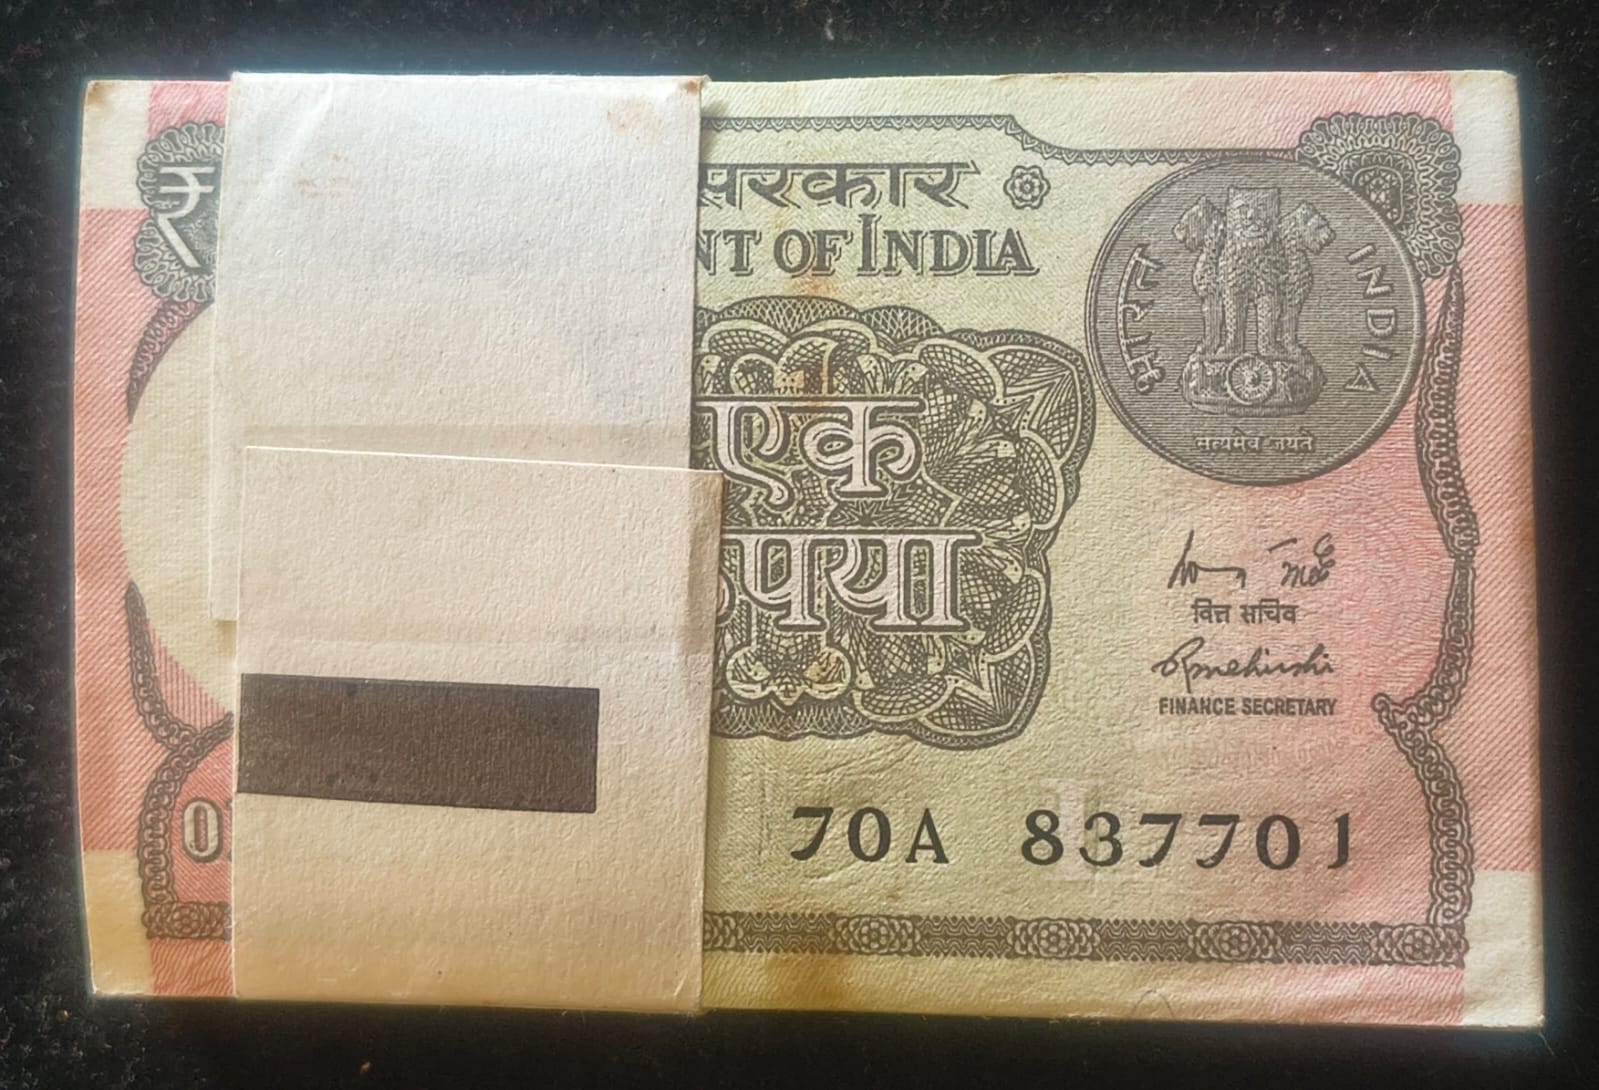 ₹
सरकार
NT OF INDIA
भारत INDIA
सत्यमेव जयते
एक
पया
वित्त सचिव
FINANCE SECRETARY
70A 837701
L